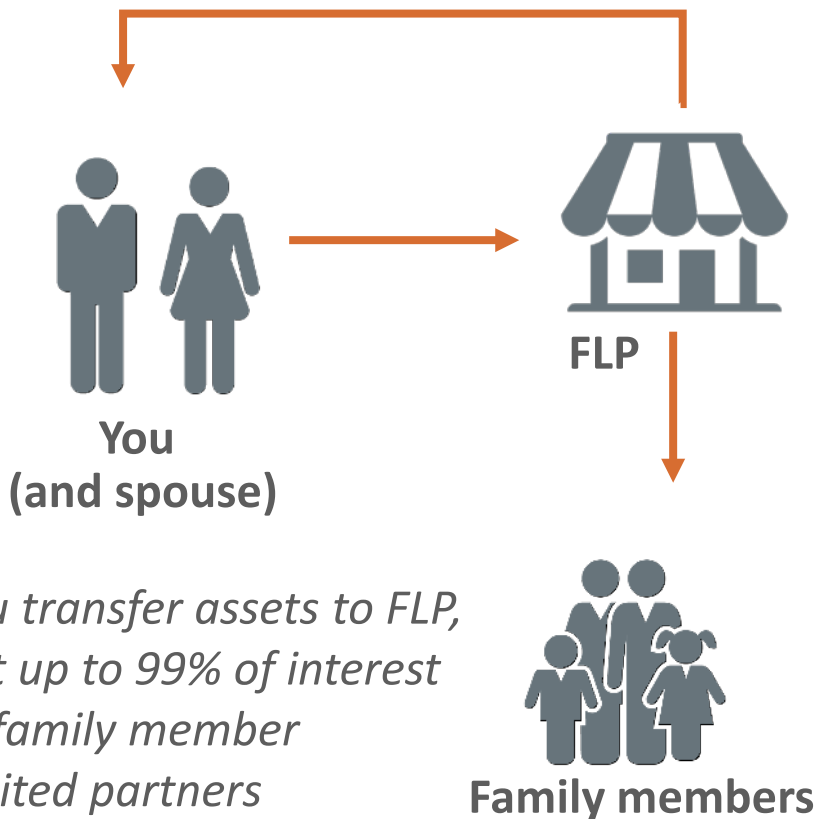 FLP
You
(and spouse)
u transfer assets to FLP,
t up to 99% of interest
family member
ited partners
Family members